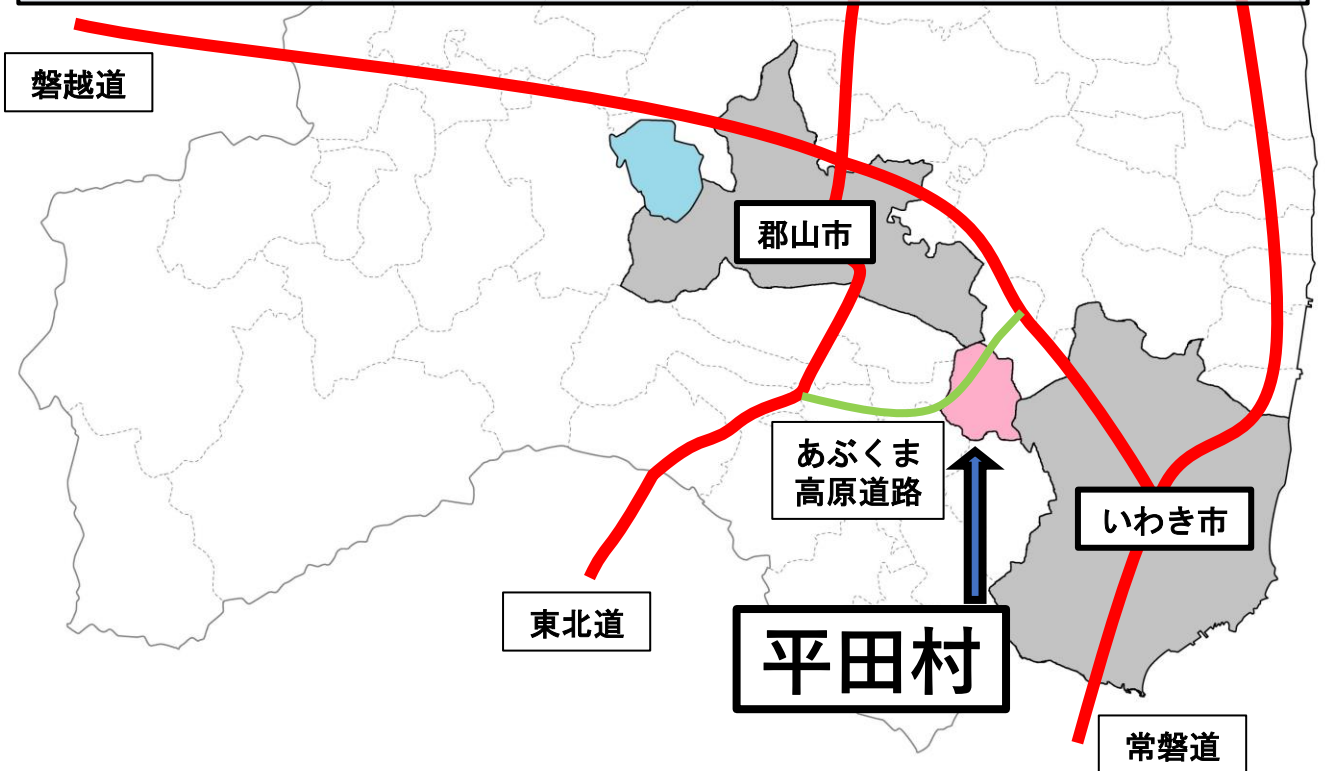 磐越道
郡山市
あぶくま
高原道路
いわき市
東北道
平田村
常磐道